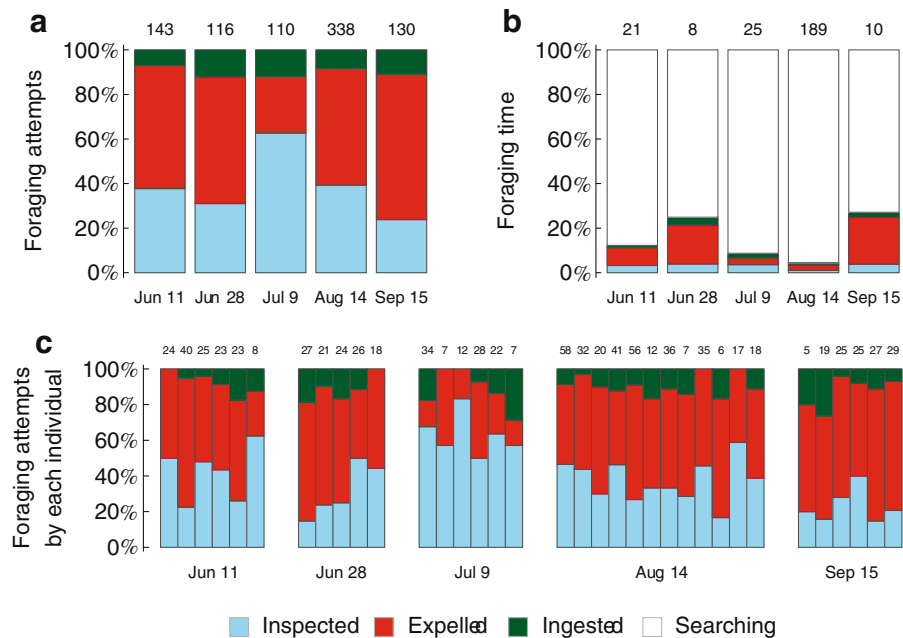 a
143 116 110 338 130
100%
80%
60%
40%
20%
0%
Foraging attempts
Jun 11 Jun 28 Jul 9 Aug 14 Sep 15
b
21 8 25 189 10
100%
80%
60%
40%
20%
0%
Foraging time
Jun 11 Jun 28 Jul 9 Aug 14 Sep 15
c
24 40 25 23 23 8 27 21 24 26 18 34 7 12 28 22 7 58 32 20 41 56 12 36 7 35 6 17 18 5 19 25 25 27 29
100%
80%
60%
40%
20%
0%
Foraging attempts
by each individual
Jun 11 Jun 28 Jul 9 Aug 14 Sep 15
Inspected Expelled Ingested Searching